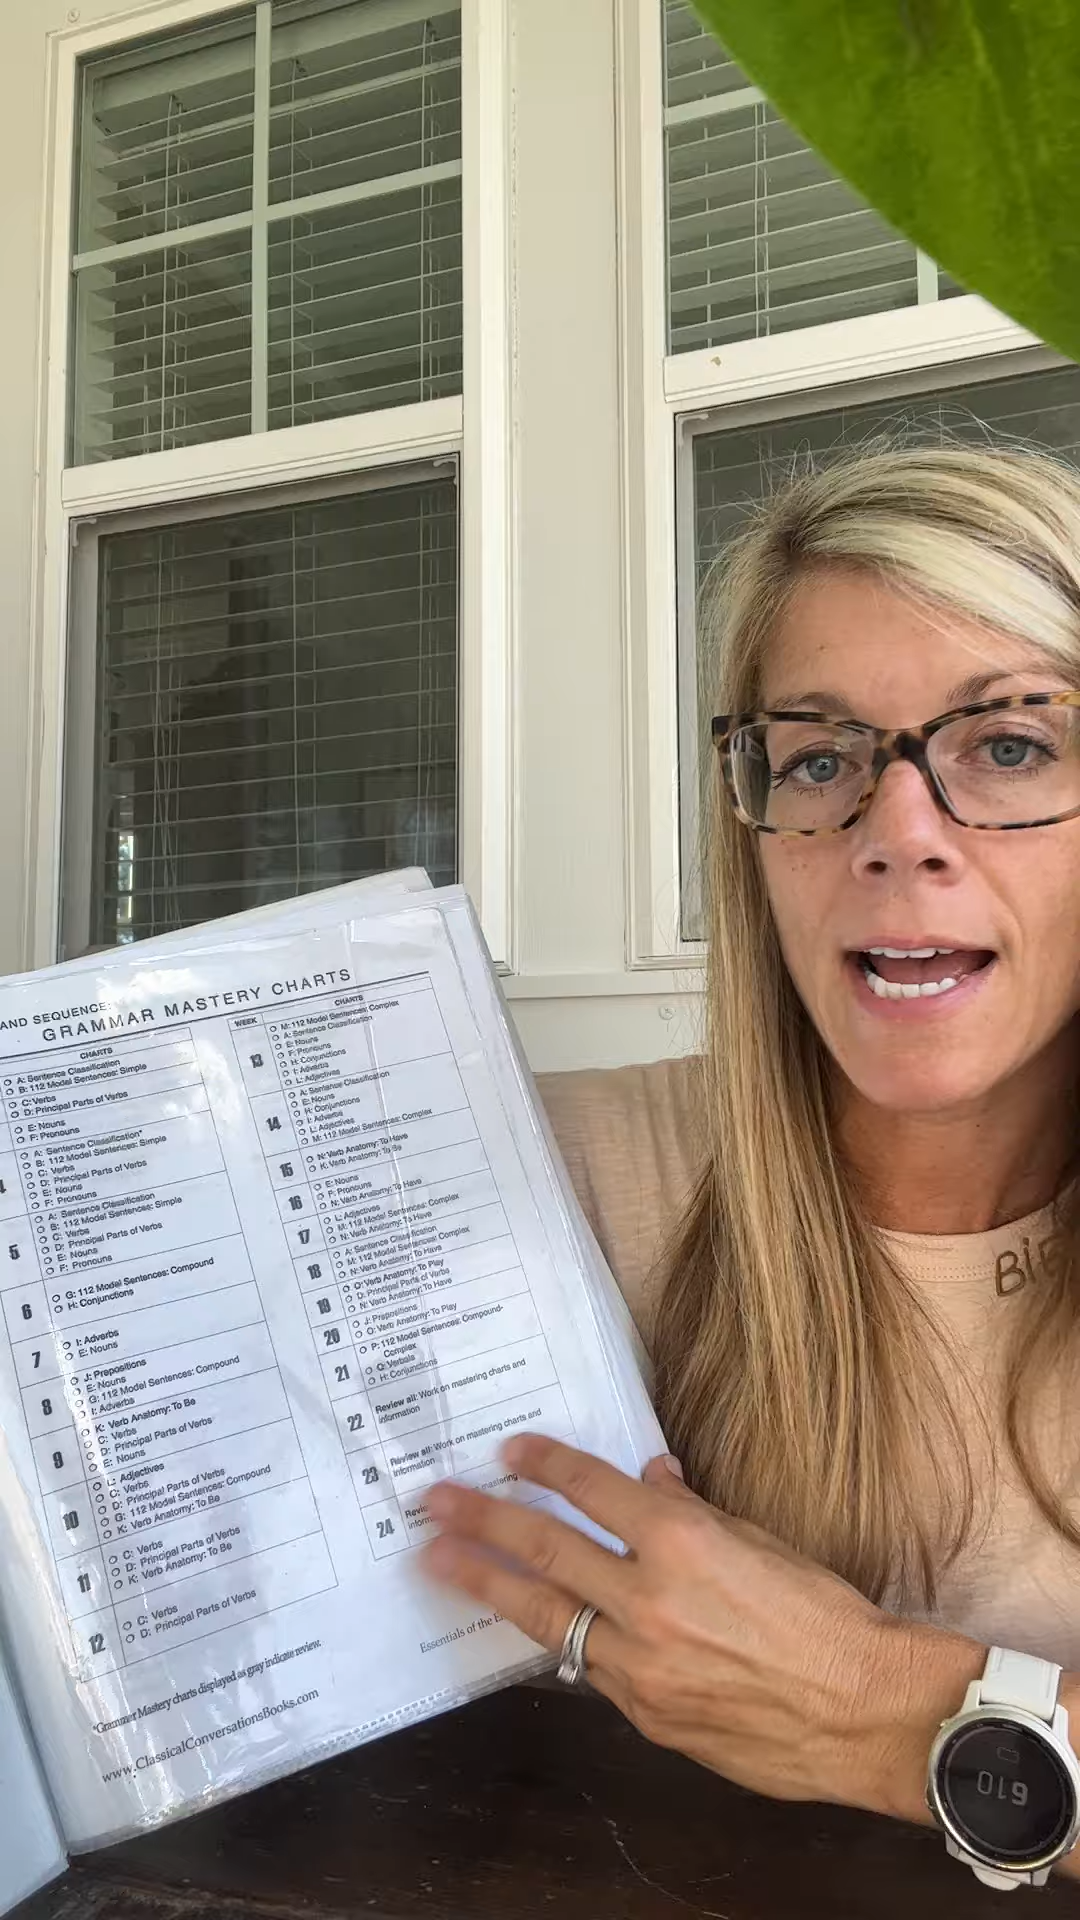 AND SEQUENCE:
GRAMMAR MASTERY CHARTS
CHARTS
A: Sentence Classification
B: 112 Model Sentences: Simple
C: Verbs
D: Principal Parts of Verbs
E: Nouns
F: Pronouns
A: Sentence Classification*
B: 112 Model Sentences: Simple
C: Verbs
D: Principal Parts of Verbs
E: Nouns
F: Pronouns
5
A: Sentence Classification
B: 112 Model Sentences: Simple
C: Verbs
D: Principal Parts of Verbs
E: Nouns
F: Pronouns
6
G: 112 Model Sentences: Compound
H: Conjunctions
7
I: Adverbs
E: Nouns
8
J: Prepositions
E: Nouns
G: 112 Model Sentences: Compound
I: Adverbs
9
K: Verb Anatomy: To Be
C: Verbs
D: Principal Parts of Verbs
E: Nouns
10
L: Adjectives
C: Verbs
D: Principal Parts of Verbs
G: 112 Model Sentences: Compound
K: Verb Anatomy: To Be
11
C: Verbs
D: Principal Parts of Verbs
K: Verb Anatomy: To Be
12
C: Verbs
D: Principal Parts of Verbs
WEEK CHARTS
13
M: 112 Model Sentences: Complex
A: Sentence Classification
E: Nouns
F: Pronouns
H: Conjunctions
I: Adverbs
L: Adjectives
14
A: Sentence Classification
E: Nouns
H: Conjunctions
I: Adverbs
L: Adjectives
M: 112 Model Sentences: Complex
15
N: Verb Anatomy: To Have
K: Verb Anatomy: To Be
16
E: Nouns
F: Pronouns
N: Verb Anatomy: To Have
17
L: Adjectives
M: 112 Model Sentences: Complex
N: Verb Anatomy: To Have
18
A: Sentence Classification
M: 112 Model Sentences: Complex
N: Verb Anatomy: To Have
19
O: Verb Anatomy: To Play
D: Principal Parts of Verbs
N: Verb Anatomy: To Have
20
J: Prepositions
O: Verb Anatomy: To Play
21
P: 112 Model Sentences: Compound-
Complex
Q: Verbals
H: Conjunctions
22
Review all: Work on mastering charts and
information
23
Review all: Work on mastering charts and
information
24
mastering
*Grammar Mastery charts displayed as gray indicate review.
www.ClassicalConversationsBooks.com
Essentials of the
610